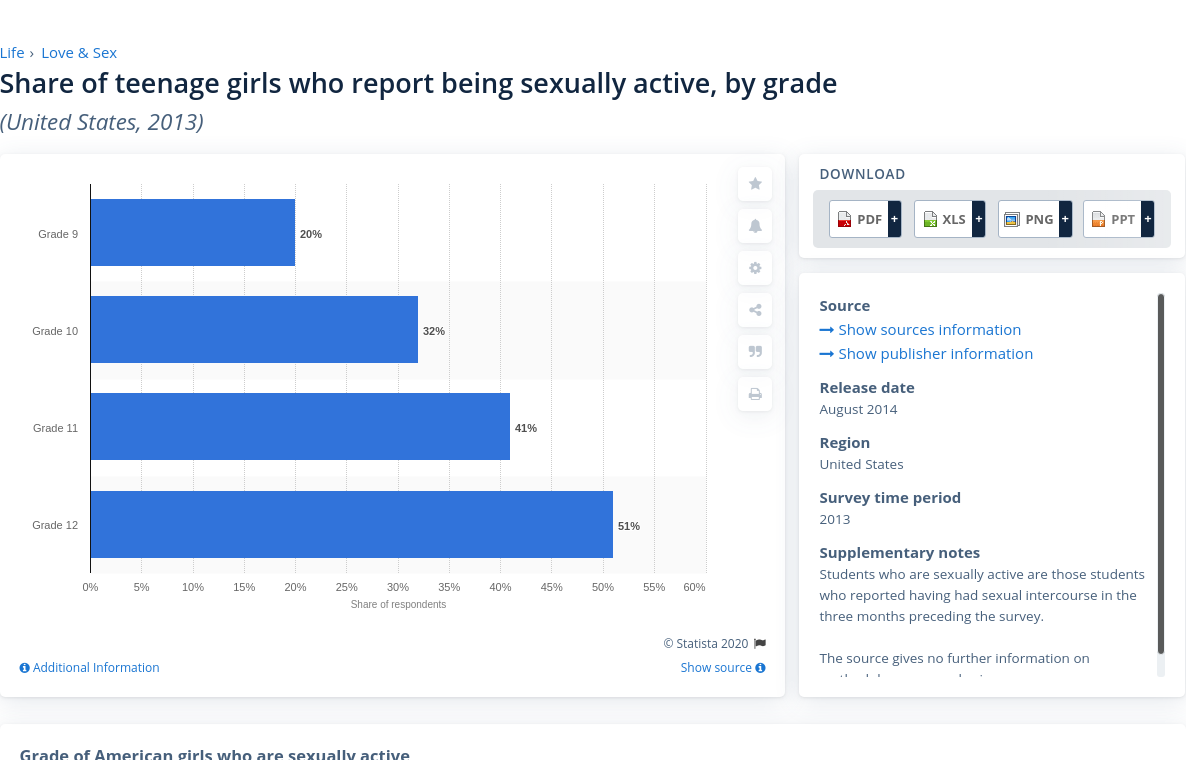 Life › Love & Sex
Share of teenage girls who report being sexually active, by grade
(United States, 2013)
Grade 9
20%
Grade 10
32%
Grade 11
41%
Grade 12
51%
0% 5% 10% 15% 20% 25% 30% 35% 40% 45% 50% 55% 60%
Share of respondents
© Statista 2020
Additional Information
Show source
DOWNLOAD
PDF + XLS + PNG + PPT +
Source
Show sources information
Show publisher information
Release date
August 2014
Region
United States
Survey time period
2013
Supplementary notes
Students who are sexually active are those students
who reported having had sexual intercourse in the
three months preceding the survey.
The source gives no further information on
Grade of American girls who are sexually active